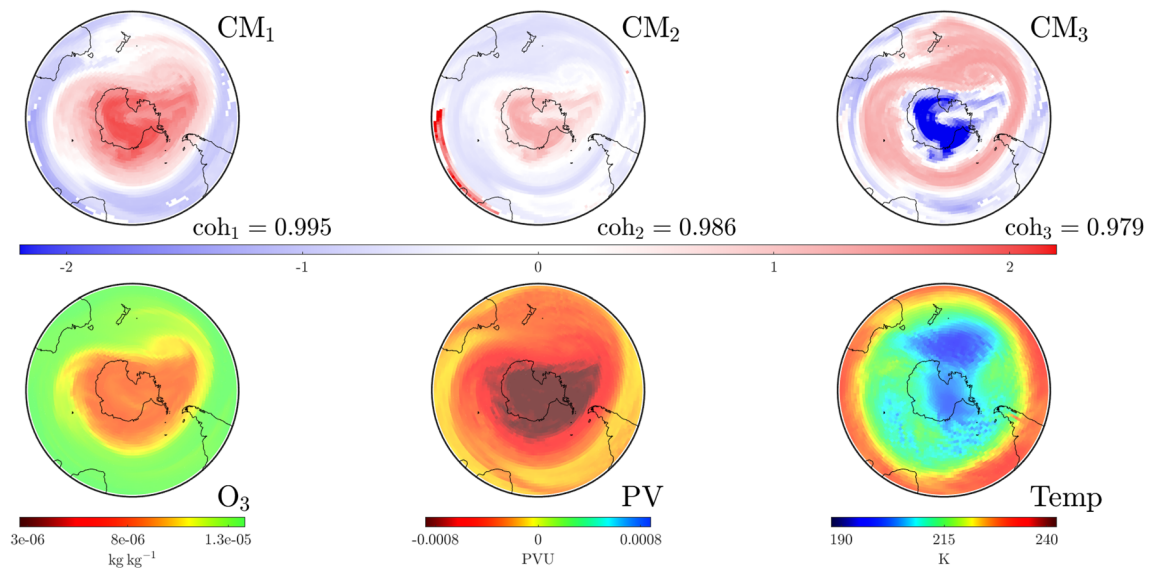 CM₁ CM₂ CM₃
coh₁ = 0.995 coh₂ = 0.986 coh₃ = 0.979
-2 -1 0 1 2
O₃ PV Temp
3e-06 8e-06 1.3e-05 -0.0008 0 0.0008 190 215 240
kg kg⁻¹ PVU K